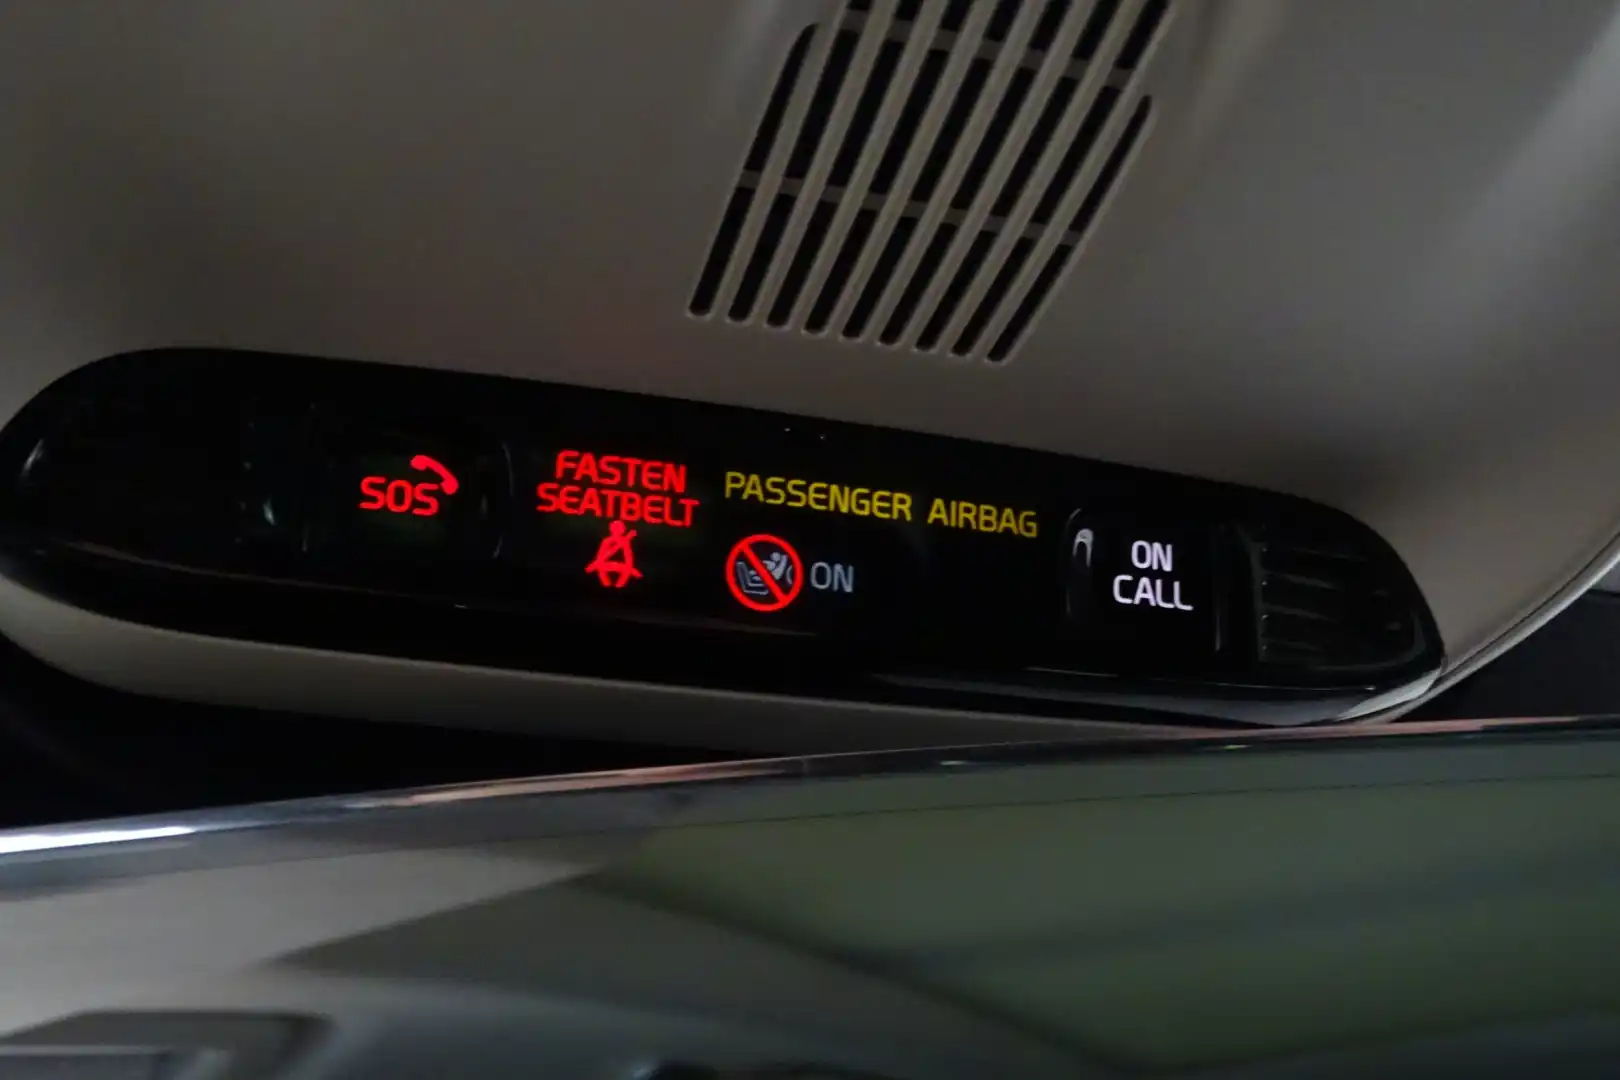 SOS
FASTEN
SEATBELT
PASSENGER AIRBAG
ON
ON
CALL